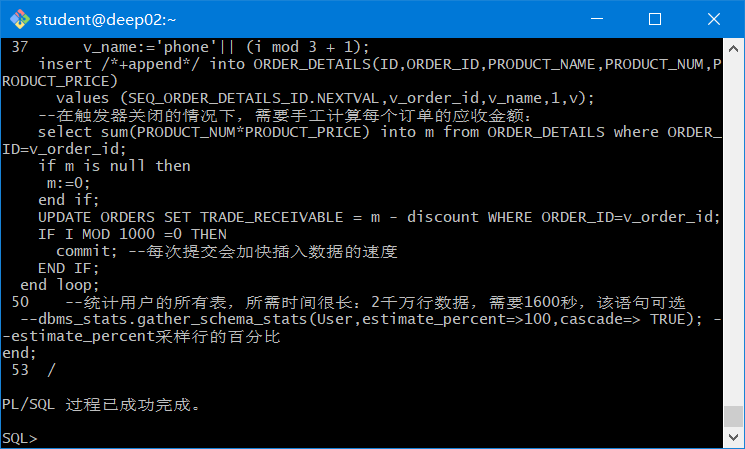 student@deep02:~
37      v_name:='phone'|| (i mod 3 + 1);
    insert /*+append*/ into ORDER_DETAILS(ID,ORDER_ID,PRODUCT_NAME,PRODUCT_NUM,P
RODUCT_PRICE)
      values (SEQ_ORDER_DETAILS_ID.NEXTVAL,v_order_id,v_name,1,v);
    --在触发器关闭的情况下，需要手工计算每个订单的应收金额：
    select sum(PRODUCT_NUM*PRODUCT_PRICE) into m from ORDER_DETAILS where ORDER_
ID=v_order_id;
    if m is null then
     m:=0;
    end if;
    UPDATE ORDERS SET TRADE_RECEIVABLE = m - discount WHERE ORDER_ID=v_order_id;
    IF I MOD 1000 =0 THEN
      commit; --每次提交会加快插入数据的速度
    END IF;
  end loop;
 50    --统计用户的所有表，所需时间很长：2千万行数据，需要1600秒，该语句可选
  --dbms_stats.gather_schema_stats(User,estimate_percent=>100,cascade=> TRUE); -
-estimate_percent采样行的百分比
end;
 53  /
PL/SQL 过程已成功完成。
SQL>